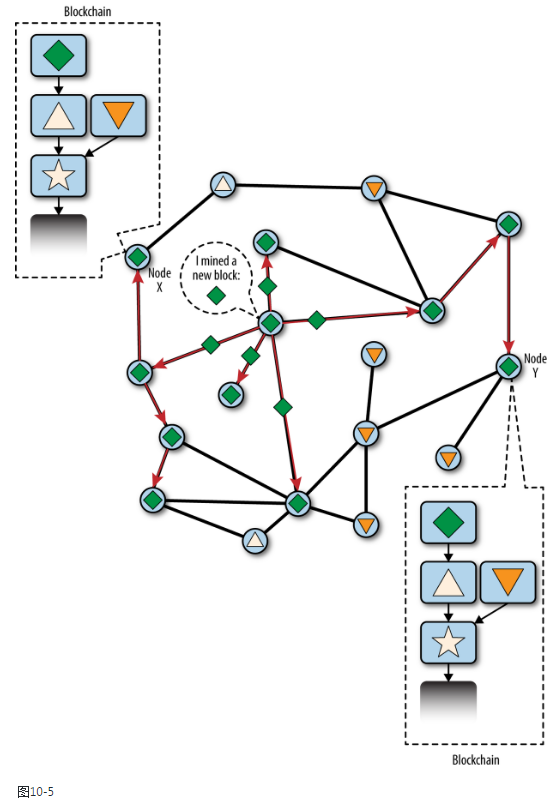 Blockchain
I mined a
new block:
Node
X
Node
Y
Blockchain
图10-5